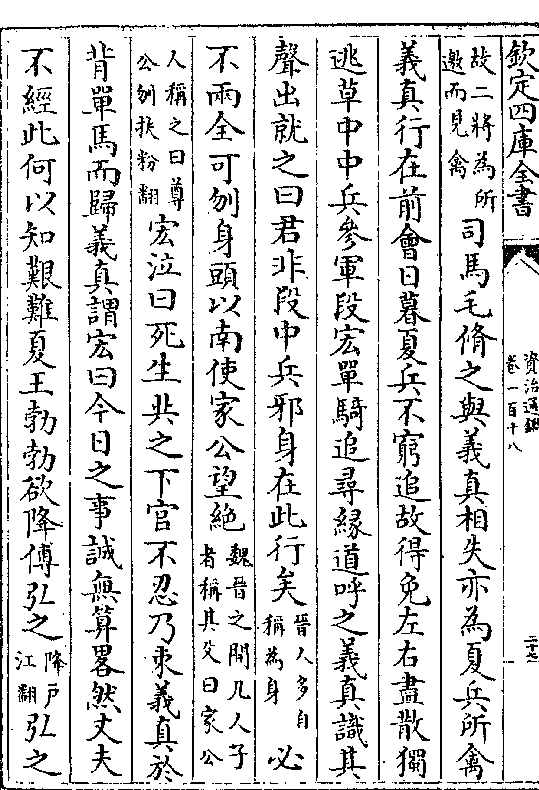 欽定四庫全書
資治通鑑
卷一百十八
故二將為所
邀而見禽
司馬毛脩之與義真相失亦為夏兵所禽
義真行在前會日暮夏兵不窮追故得免左右盡散獨
逃草中中兵參軍段宏單騎追尋緣道呼之義真識其
聲出就之曰君非段中兵邪身在此行矣
晉人多自
稱為身
必
不兩全可刎身頭以南使家公望絶
魏晉之間凡人子
者稱其父曰家公
人稱之曰尊
公刎扶粉翻
宏泣曰死生共之下官不忍乃束義真於
背單馬而歸義真謂宏曰今日之事誠無算畧然丈夫
不經此何以知艱難夏王勃勃欲降傅弘之
降戸
江翻
弘之